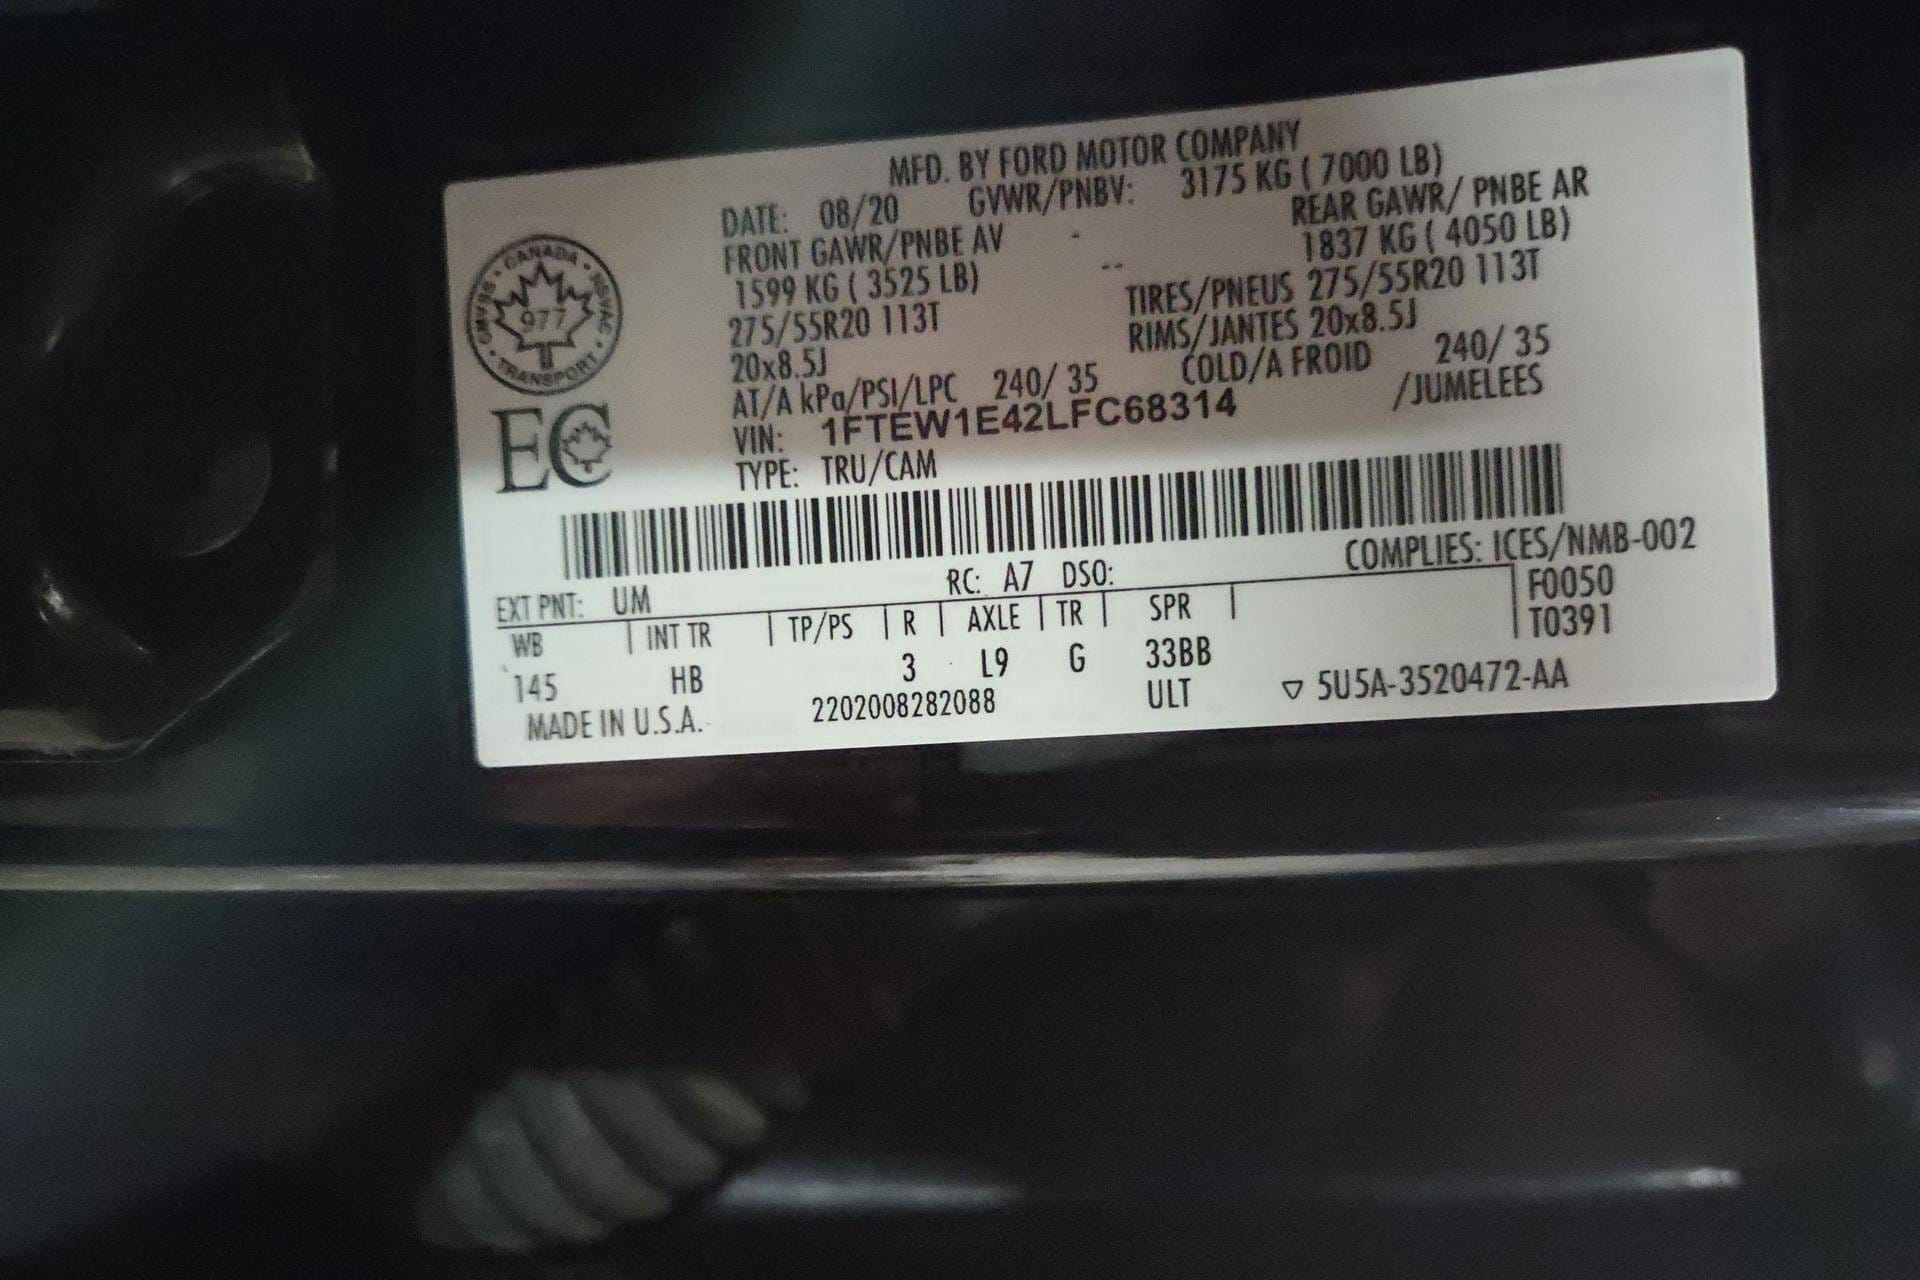 MFD. BY FORD MOTOR COMPANY
DATE: 08/20 GVWR/PNBV: 3175 KG ( 7000 LB)
FRONT GAWR/PNBE AV REAR GAWR/ PNBE AR
1599 KG ( 3525 LB) 1837 KG ( 4050 LB)
275/55R20 113T TIRES/PNEUS 275/55R20 113T
20x8.5J RIMS/JANTES 20x8.5J
AT/A kPa/PSI/LPC 240/ 35 COLD/A FROID 240/ 35
VIN: 1FTEW1E42LFC68314 /JUMELEES
TYPE: TRU/CAM
CANADA · NSVAC · TRANSPORT · CMVSS ·
977
EC
COMPLIES: ICES/NMB-002
EXT PNT: UM RC: A7 DSO: F0050
WB INT TR TP/PS R AXLE TR SPR T0391
145 HB 3 L9 G 33BB
MADE IN U.S.A. 2202008282088 ULT 5U5A-3520472-AA